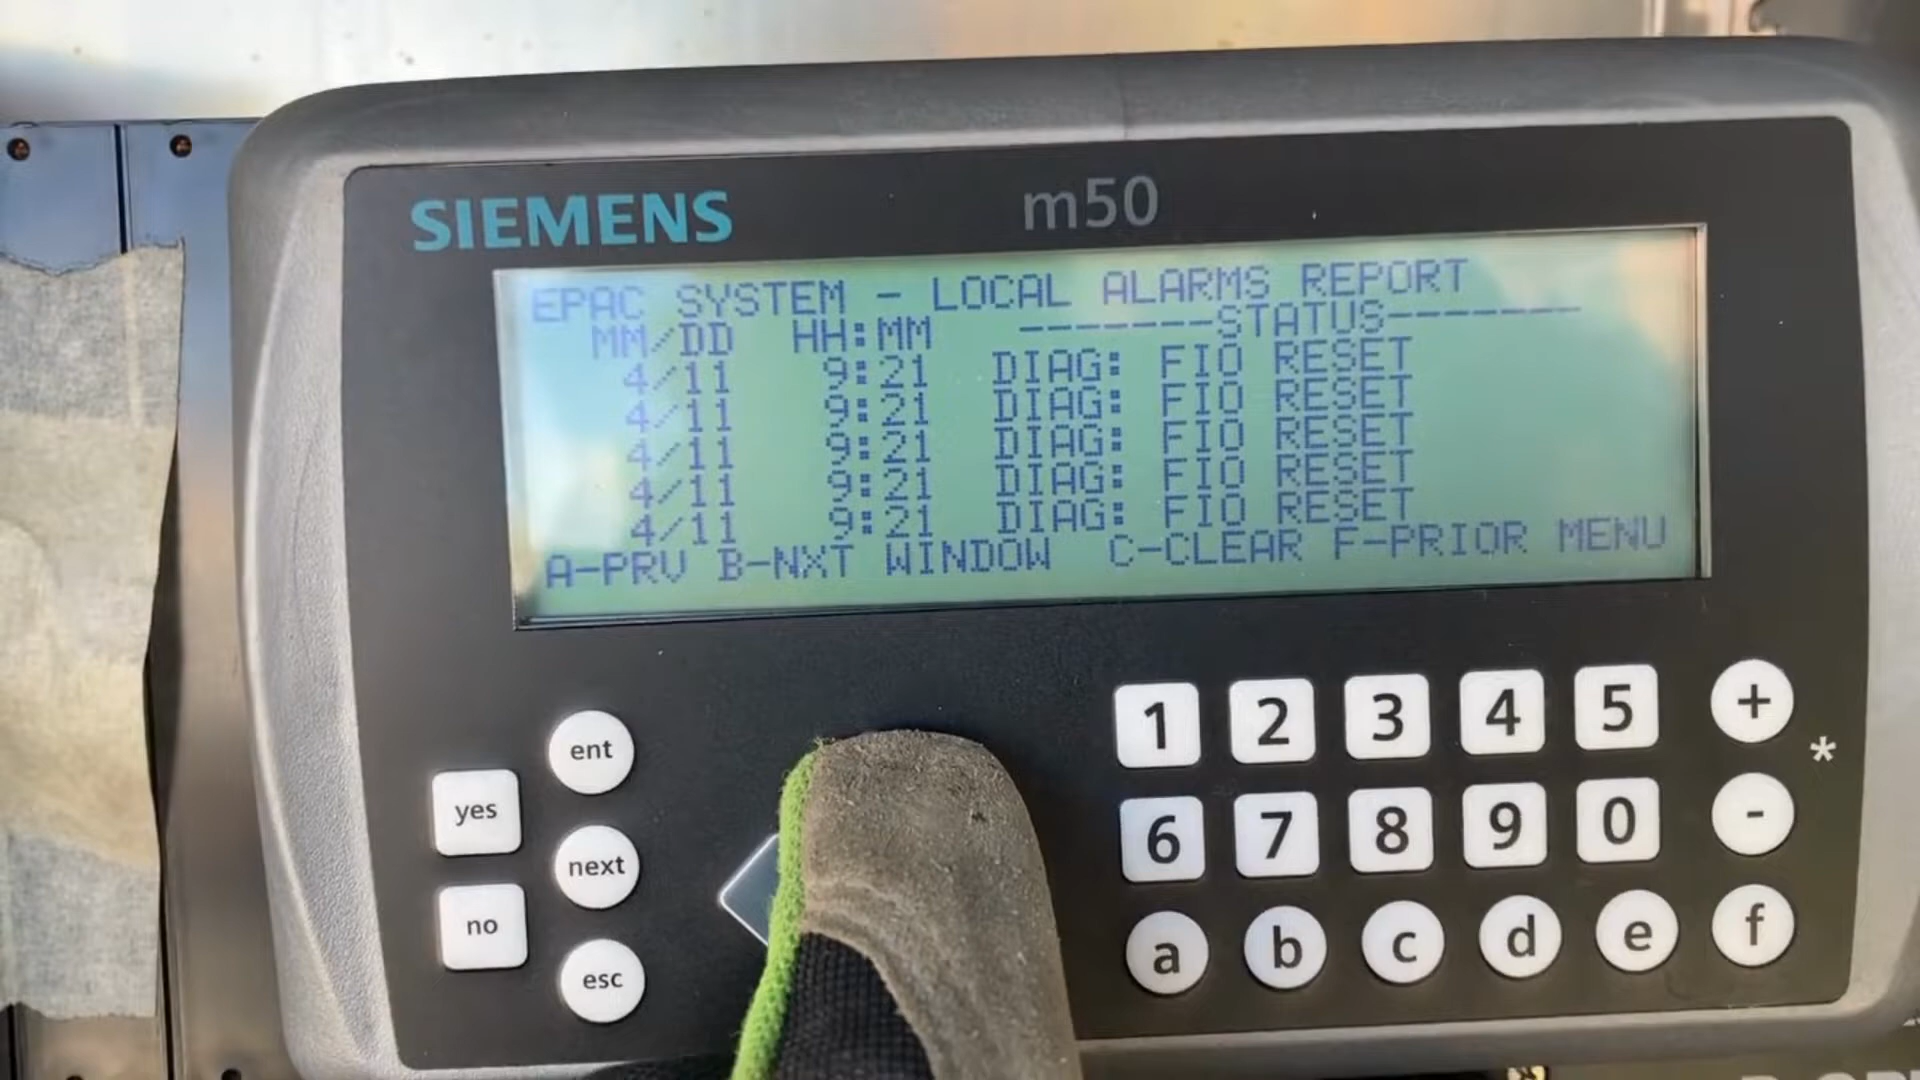 SIEMENS m50
EPAC SYSTEM - LOCAL ALARMS REPORT
MM/DD HH:MM -------STATUS-------
4/11 9:21 DIAG: FIO RESET
4/11 9:21 DIAG: FIO RESET
4/11 9:21 DIAG: FIO RESET
4/11 9:21 DIAG: FIO RESET
4/11 9:21 DIAG: FIO RESET
A-PRV B-NXT WINDOW C-CLEAR F-PRIOR MENU
ent
yes
next
no
esc
1 2 3 4 5 +
*
6 7 8 9 0 -
a b c d e f